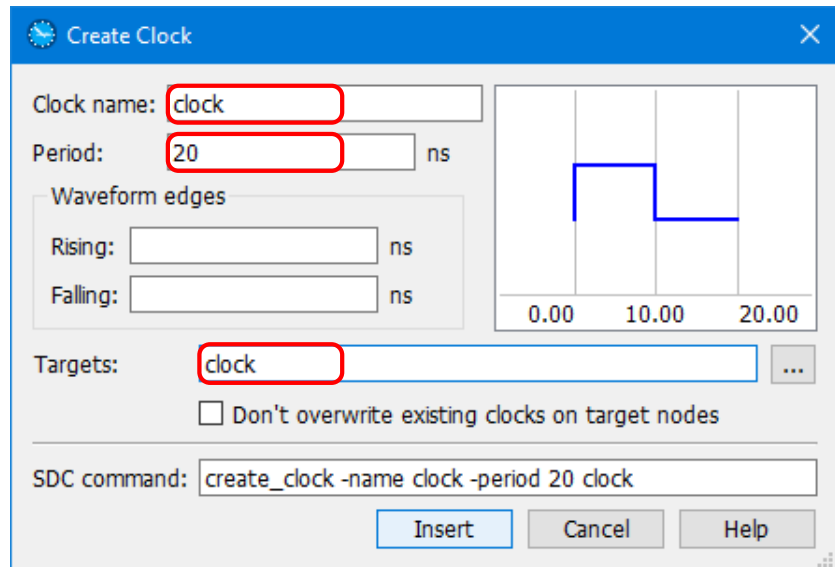 Create Clock
Clock name: clock
Period: 20 ns
Waveform edges
Rising: ns
Falling: ns
0.00 10.00 20.00
Targets: clock ...
Don't overwrite existing clocks on target nodes
SDC command: create_clock -name clock -period 20 clock
Insert Cancel Help